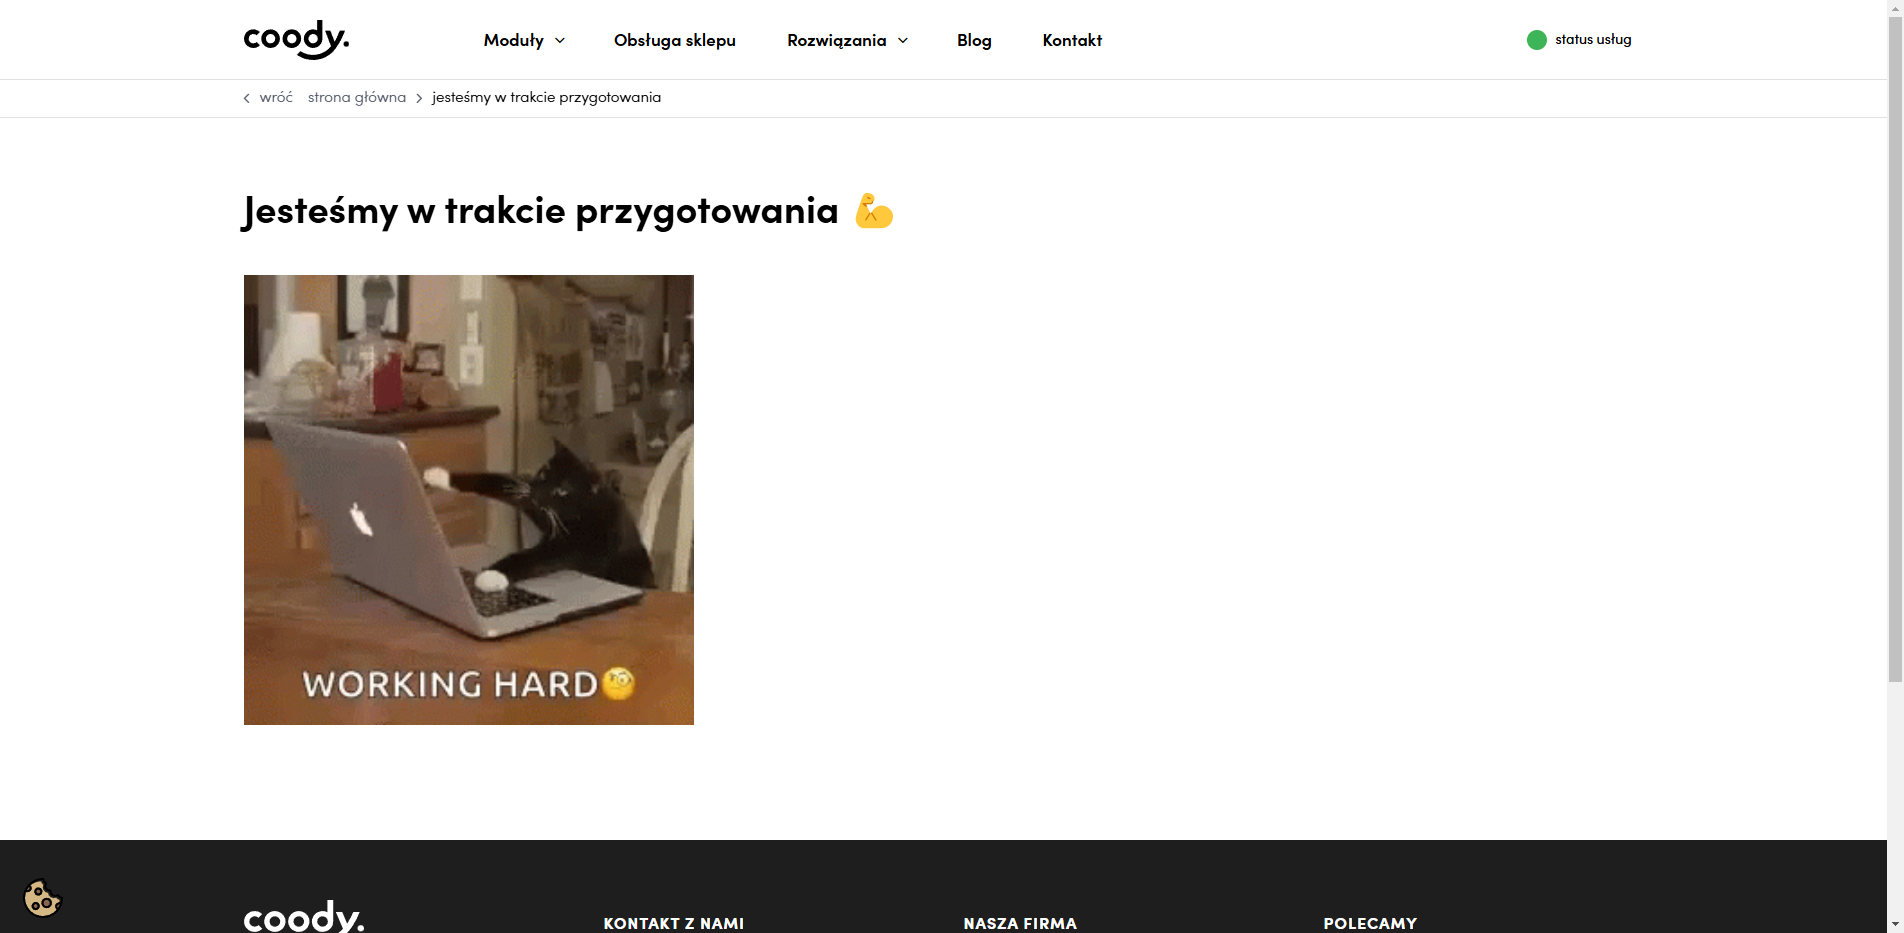 coody.
Moduły
Obsługa sklepu
Rozwiązania
Blog
Kontakt
status usług
wróć
strona główna
jesteśmy w trakcie przygotowania
Jesteśmy w trakcie przygotowania 💪
WORKING HARD🧐
coody.
KONTAKT Z NAMI
NASZA FIRMA
POLECAMY